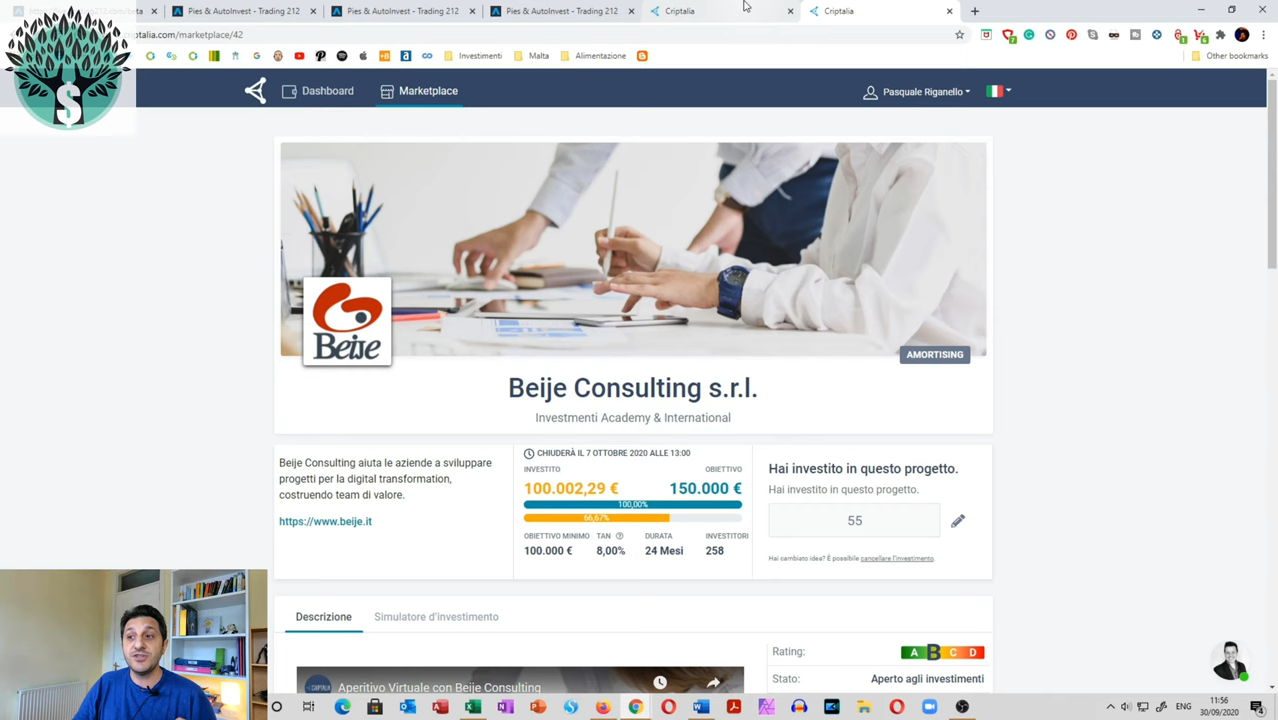 Pies & AutoInvest - Trading 212
Pies & AutoInvest - Trading 212
Pies & AutoInvest - Trading 212
Criptalia
Criptalia
criptalia.com/marketplace/42
Investimenti
Malta
Alimentazione
Other bookmarks
Dashboard
Marketplace
Pasquale Riganello
Beije
AMORTISING
Beije Consulting s.r.l.
Investmenti Academy & International
Beije Consulting aiuta le aziende a sviluppare
progetti per la digital transformation,
costruendo team di valore.
https://www.beije.it
CHIUDERÀ IL 7 OTTOBRE 2020 ALLE 13:00
INVESTITO OBIETTIVO
100.002,29 € 150.000 €
100,00%
66,67%
OBIETTIVO MINIMO TAN DURATA INVESTITORI
100.000 € 8,00% 24 Mesi 258
Hai investito in questo progetto.
Hai investito in questo progetto.
55
Hai cambiato idea? È possibile cancellare l'investimento.
Descrizione
Simulatore d'investimento
Aperitivo Virtuale con Beije Consulting
Rating: A B C D
Stato: Aperto agli investimenti
11:56
30/09/2020